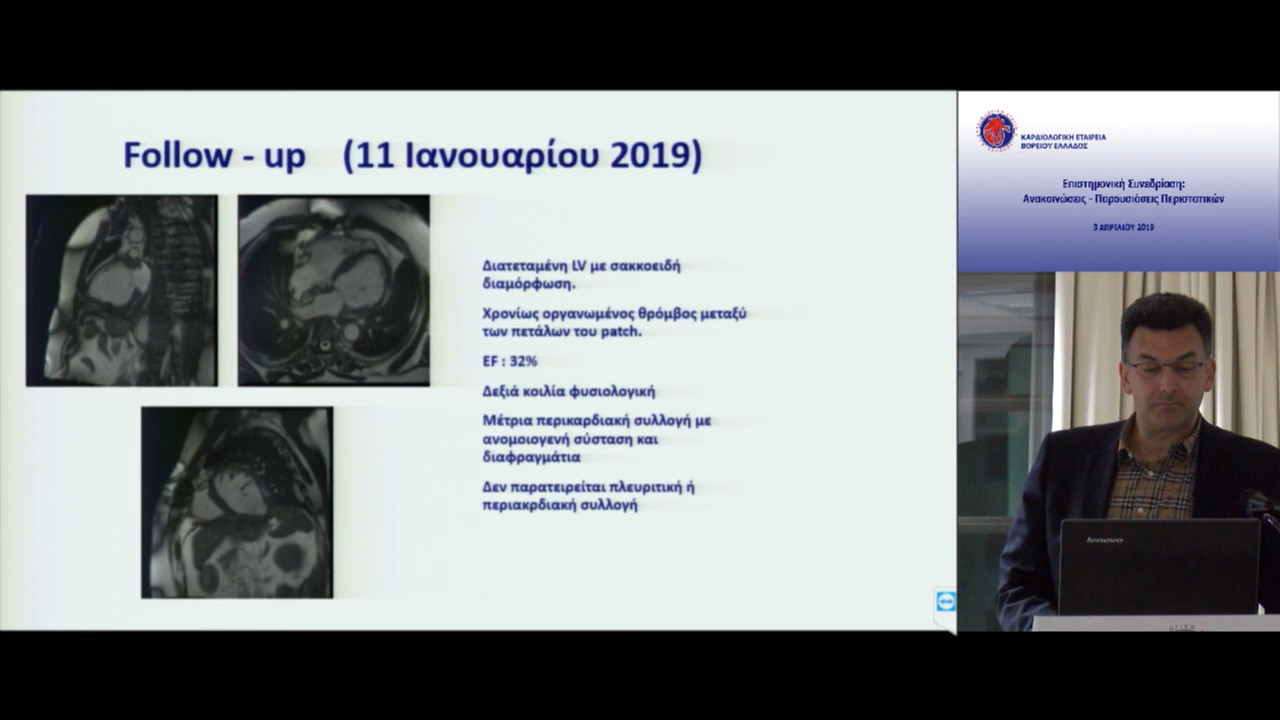 Follow - up (11 Ιανουαρίου 2019)
Διατεταμένη LV με σακκοειδή
διαμόρφωση.
Χρονίως οργανωμένος θρόμβος μεταξύ
των πετάλων του patch.
EF : 32%
Δεξιά κοιλία φυσιολογική
Μέτρια περικαρδιακή συλλογή με
ανομοιογενή σύσταση και
διαφραγμάτια
Δεν παρατειρείται πλευριτική ή
περιακρδιακή συλλογή
ΚΑΡΔΙΟΛΟΓΙΚΗ ΕΤΑΙΡΕΙΑ
ΒΟΡΕΙΟΥ ΕΛΛΑΔΟΣ
Επιστημονική Συνεδρίαση:
Ανακοινώσεις - Παρουσιάσεις Περιστατικών
3 ΑΠΡΙΛΙΟΥ 2019
lenovo